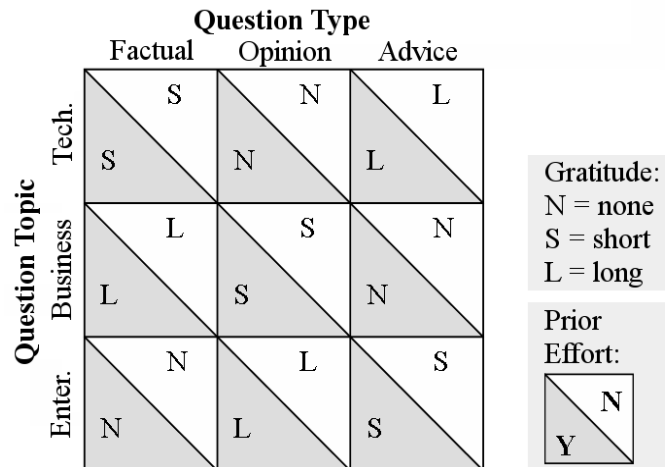 Question Type
Factual Opinion Advice
Question Topic
Tech.
S N L
S N L
Business
L S N
L S N
Enter.
N L S
N L S
Gratitude:
N = none
S = short
L = long
Prior
Effort:
N
Y